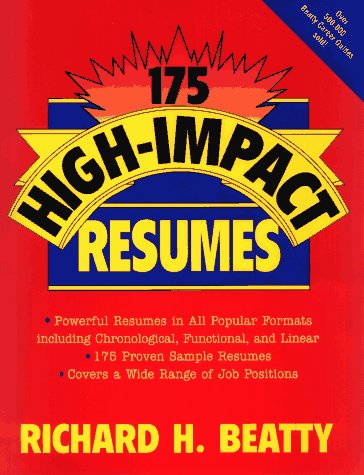 Over
500,000
Beatty Career Guides
sold!
175
HIGH-IMPACT
RESUMES
• Powerful Resumes in All Popular Formats
including Chronological, Functional, and Linear
• 175 Proven Sample Resumes
• Covers a Wide Range of Job Positions
RICHARD H. BEATTY